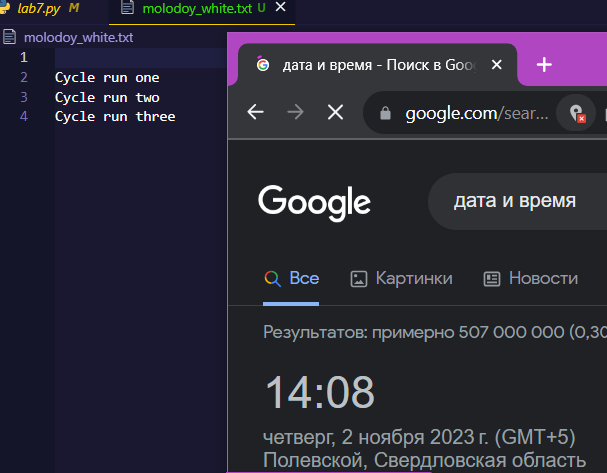 lab7.py M
molodoy_white.txt U
molodoy_white.txt
1
2 Cycle run one
3 Cycle run two
4 Cycle run three
дата и время - Поиск в Goo
google.com/sear...
Google
дата и время
Все Картинки Новости
Результатов: примерно 507 000 000 (0,30
14:08
четверг, 2 ноября 2023 г. (GMT+5)
Полевской, Свердловская область